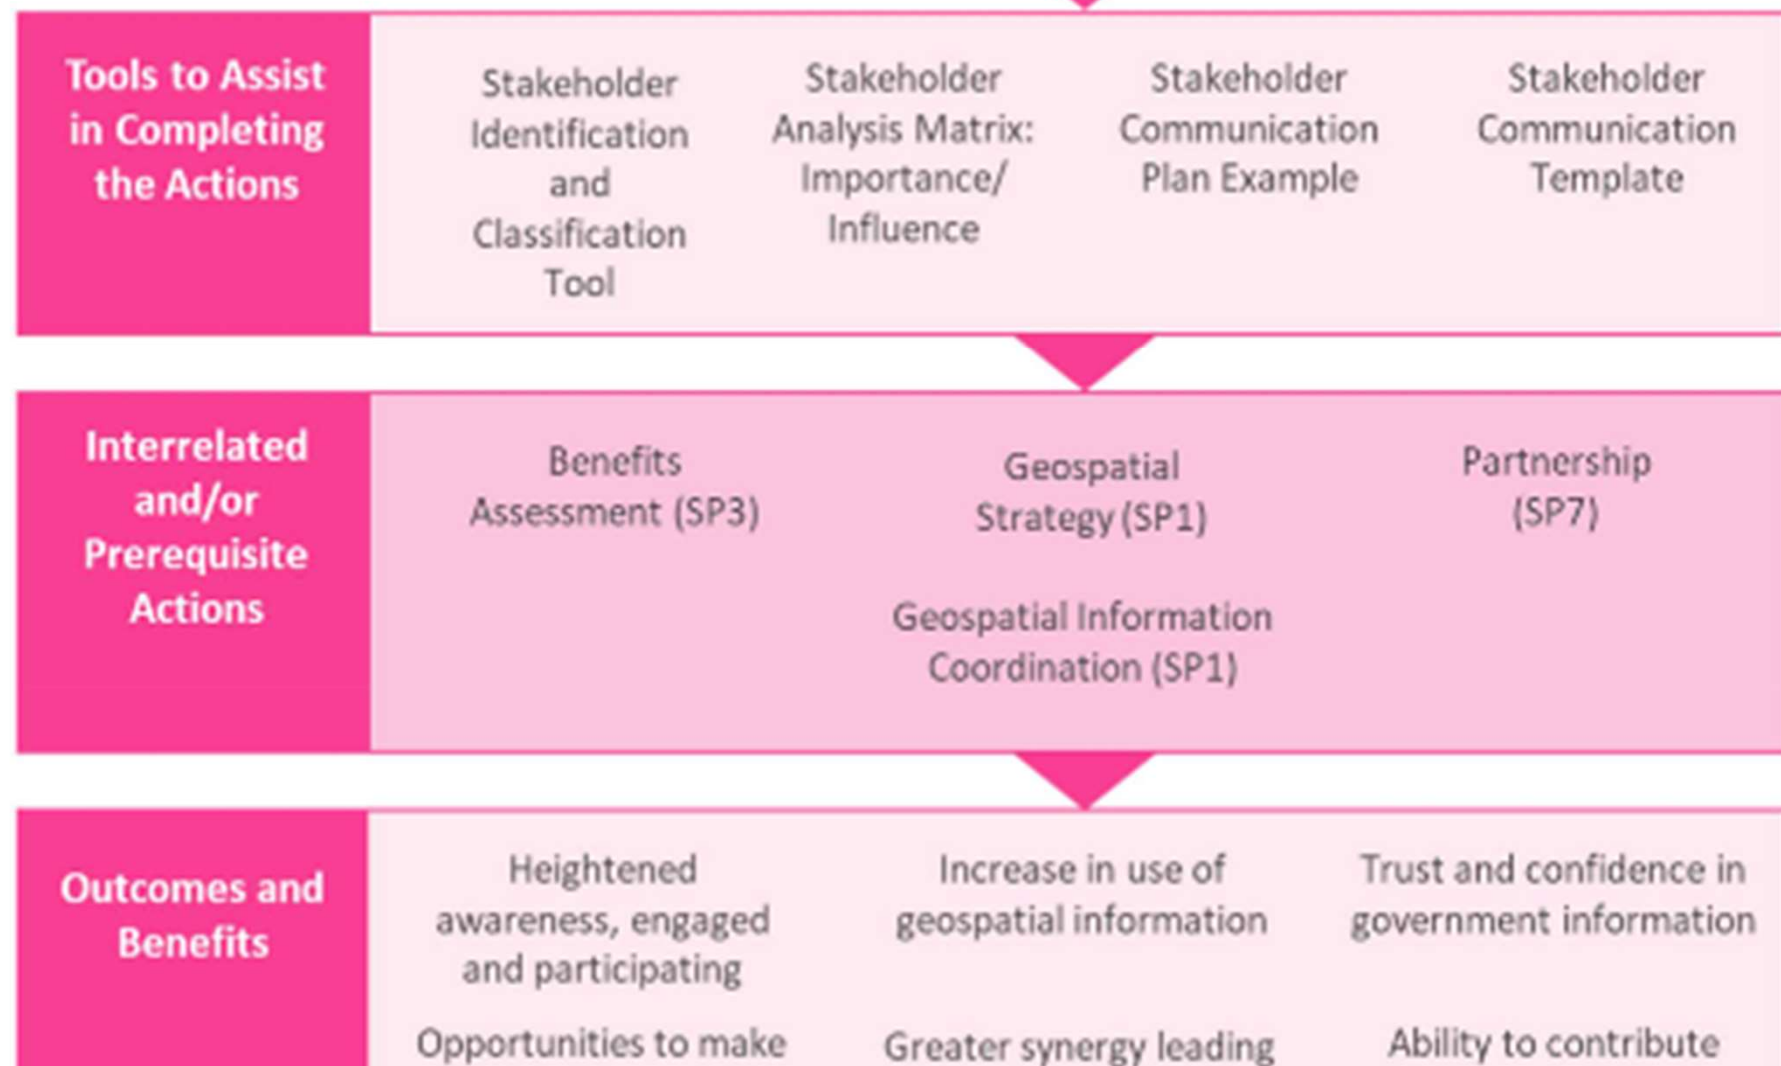 Tools to Assist
in Completing
the Actions
Stakeholder
Identification
and
Classification
Tool
Stakeholder
Analysis Matrix:
Importance/
Influence
Stakeholder
Communication
Plan Example
Stakeholder
Communication
Template
Interrelated
and/or
Prerequisite
Actions
Benefits
Assessment (SP3)
Geospatial
Strategy (SP1)
Geospatial Information
Coordination (SP1)
Partnership
(SP7)
Outcomes and
Benefits
Heightened
awareness, engaged
and participating
Opportunities to make
Increase in use of
geospatial information
Greater synergy leading
Trust and confidence in
government information
Ability to contribute